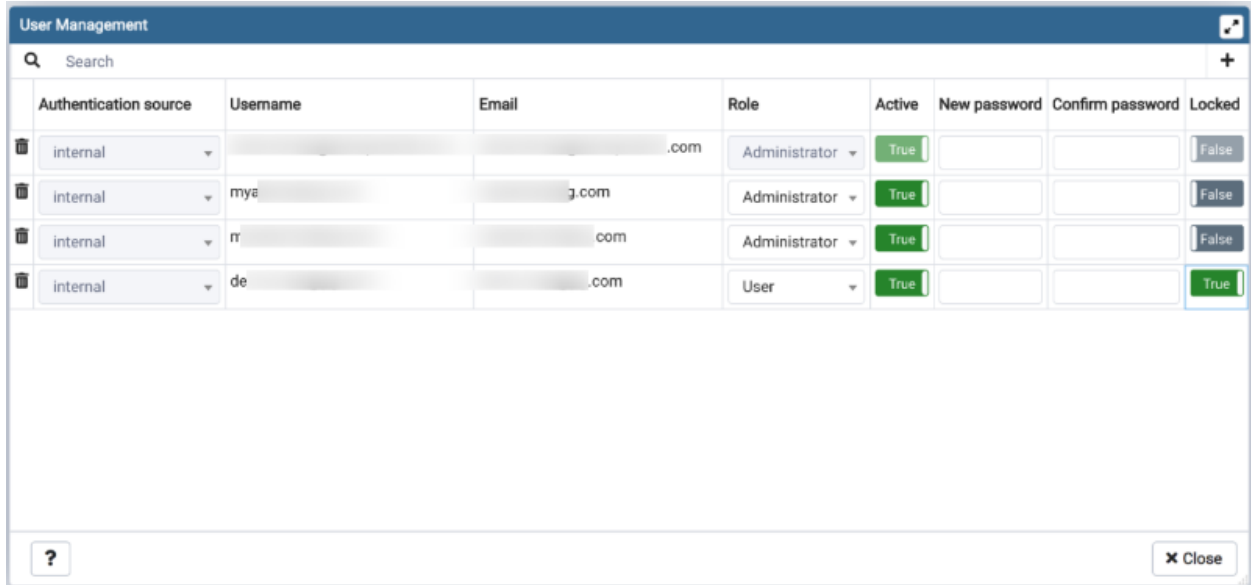 User Management
Search
Authentication source Username Email Role Active New password Confirm password Locked
internal .com Administrator True False
internal mya g.com Administrator True False
internal .com Administrator True False
internal de .com User True True
? Close